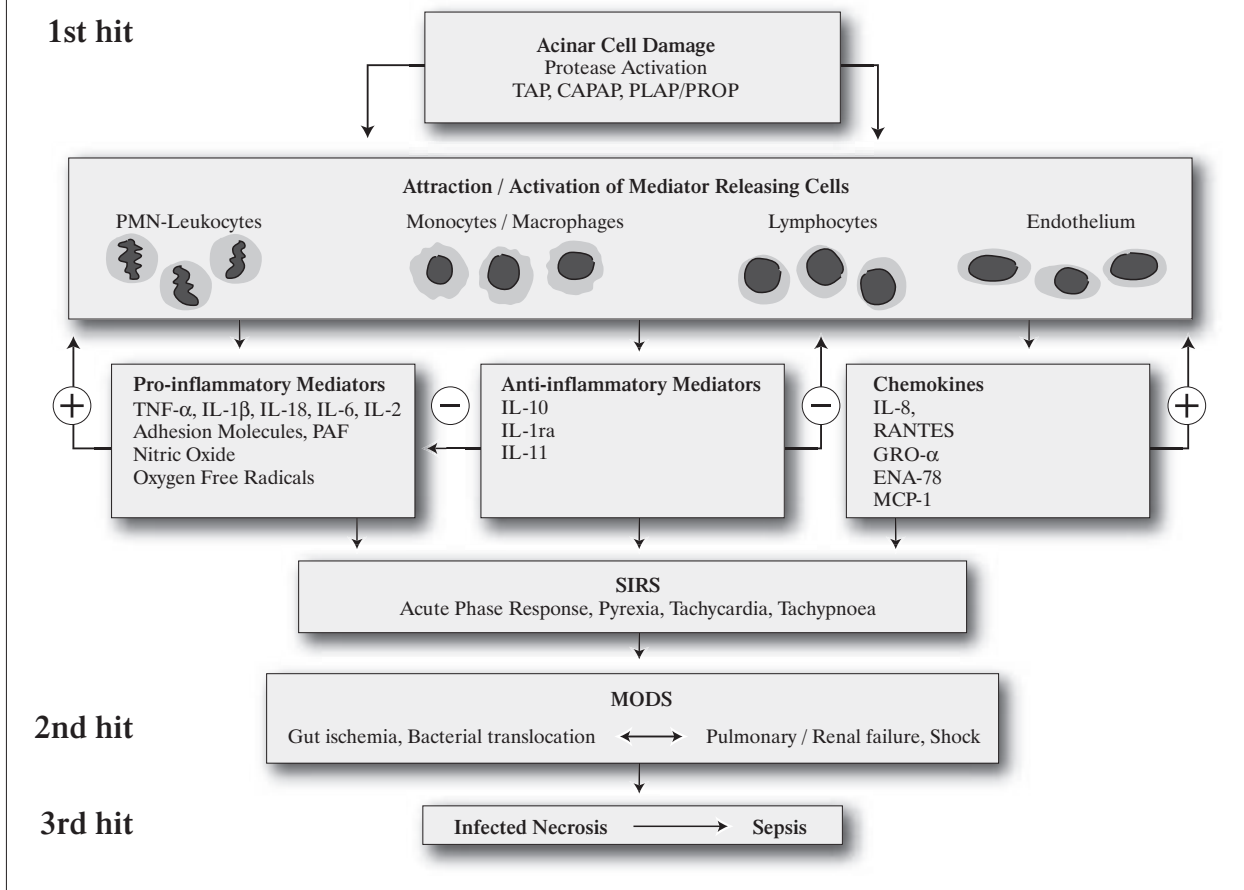 1st hit
Acinar Cell Damage
Protease Activation
TAP, CAPAP, PLAP/PROP
Attraction / Activation of Mediator Releasing Cells
PMN-Leukocytes
Monocytes / Macrophages
Lymphocytes
Endothelium
Pro-inflammatory Mediators
TNF-α, IL-1β, IL-18, IL-6, IL-2
Adhesion Molecules, PAF
Nitric Oxide
Oxygen Free Radicals
+
−
Anti-inflammatory Mediators
IL-10
IL-1ra
IL-11
−
Chemokines
IL-8,
RANTES
GRO-α
ENA-78
MCP-1
+
SIRS
Acute Phase Response, Pyrexia, Tachycardia, Tachypnoea
2nd hit
MODS
Gut ischemia, Bacterial translocation
Pulmonary / Renal failure, Shock
3rd hit
Infected Necrosis
Sepsis